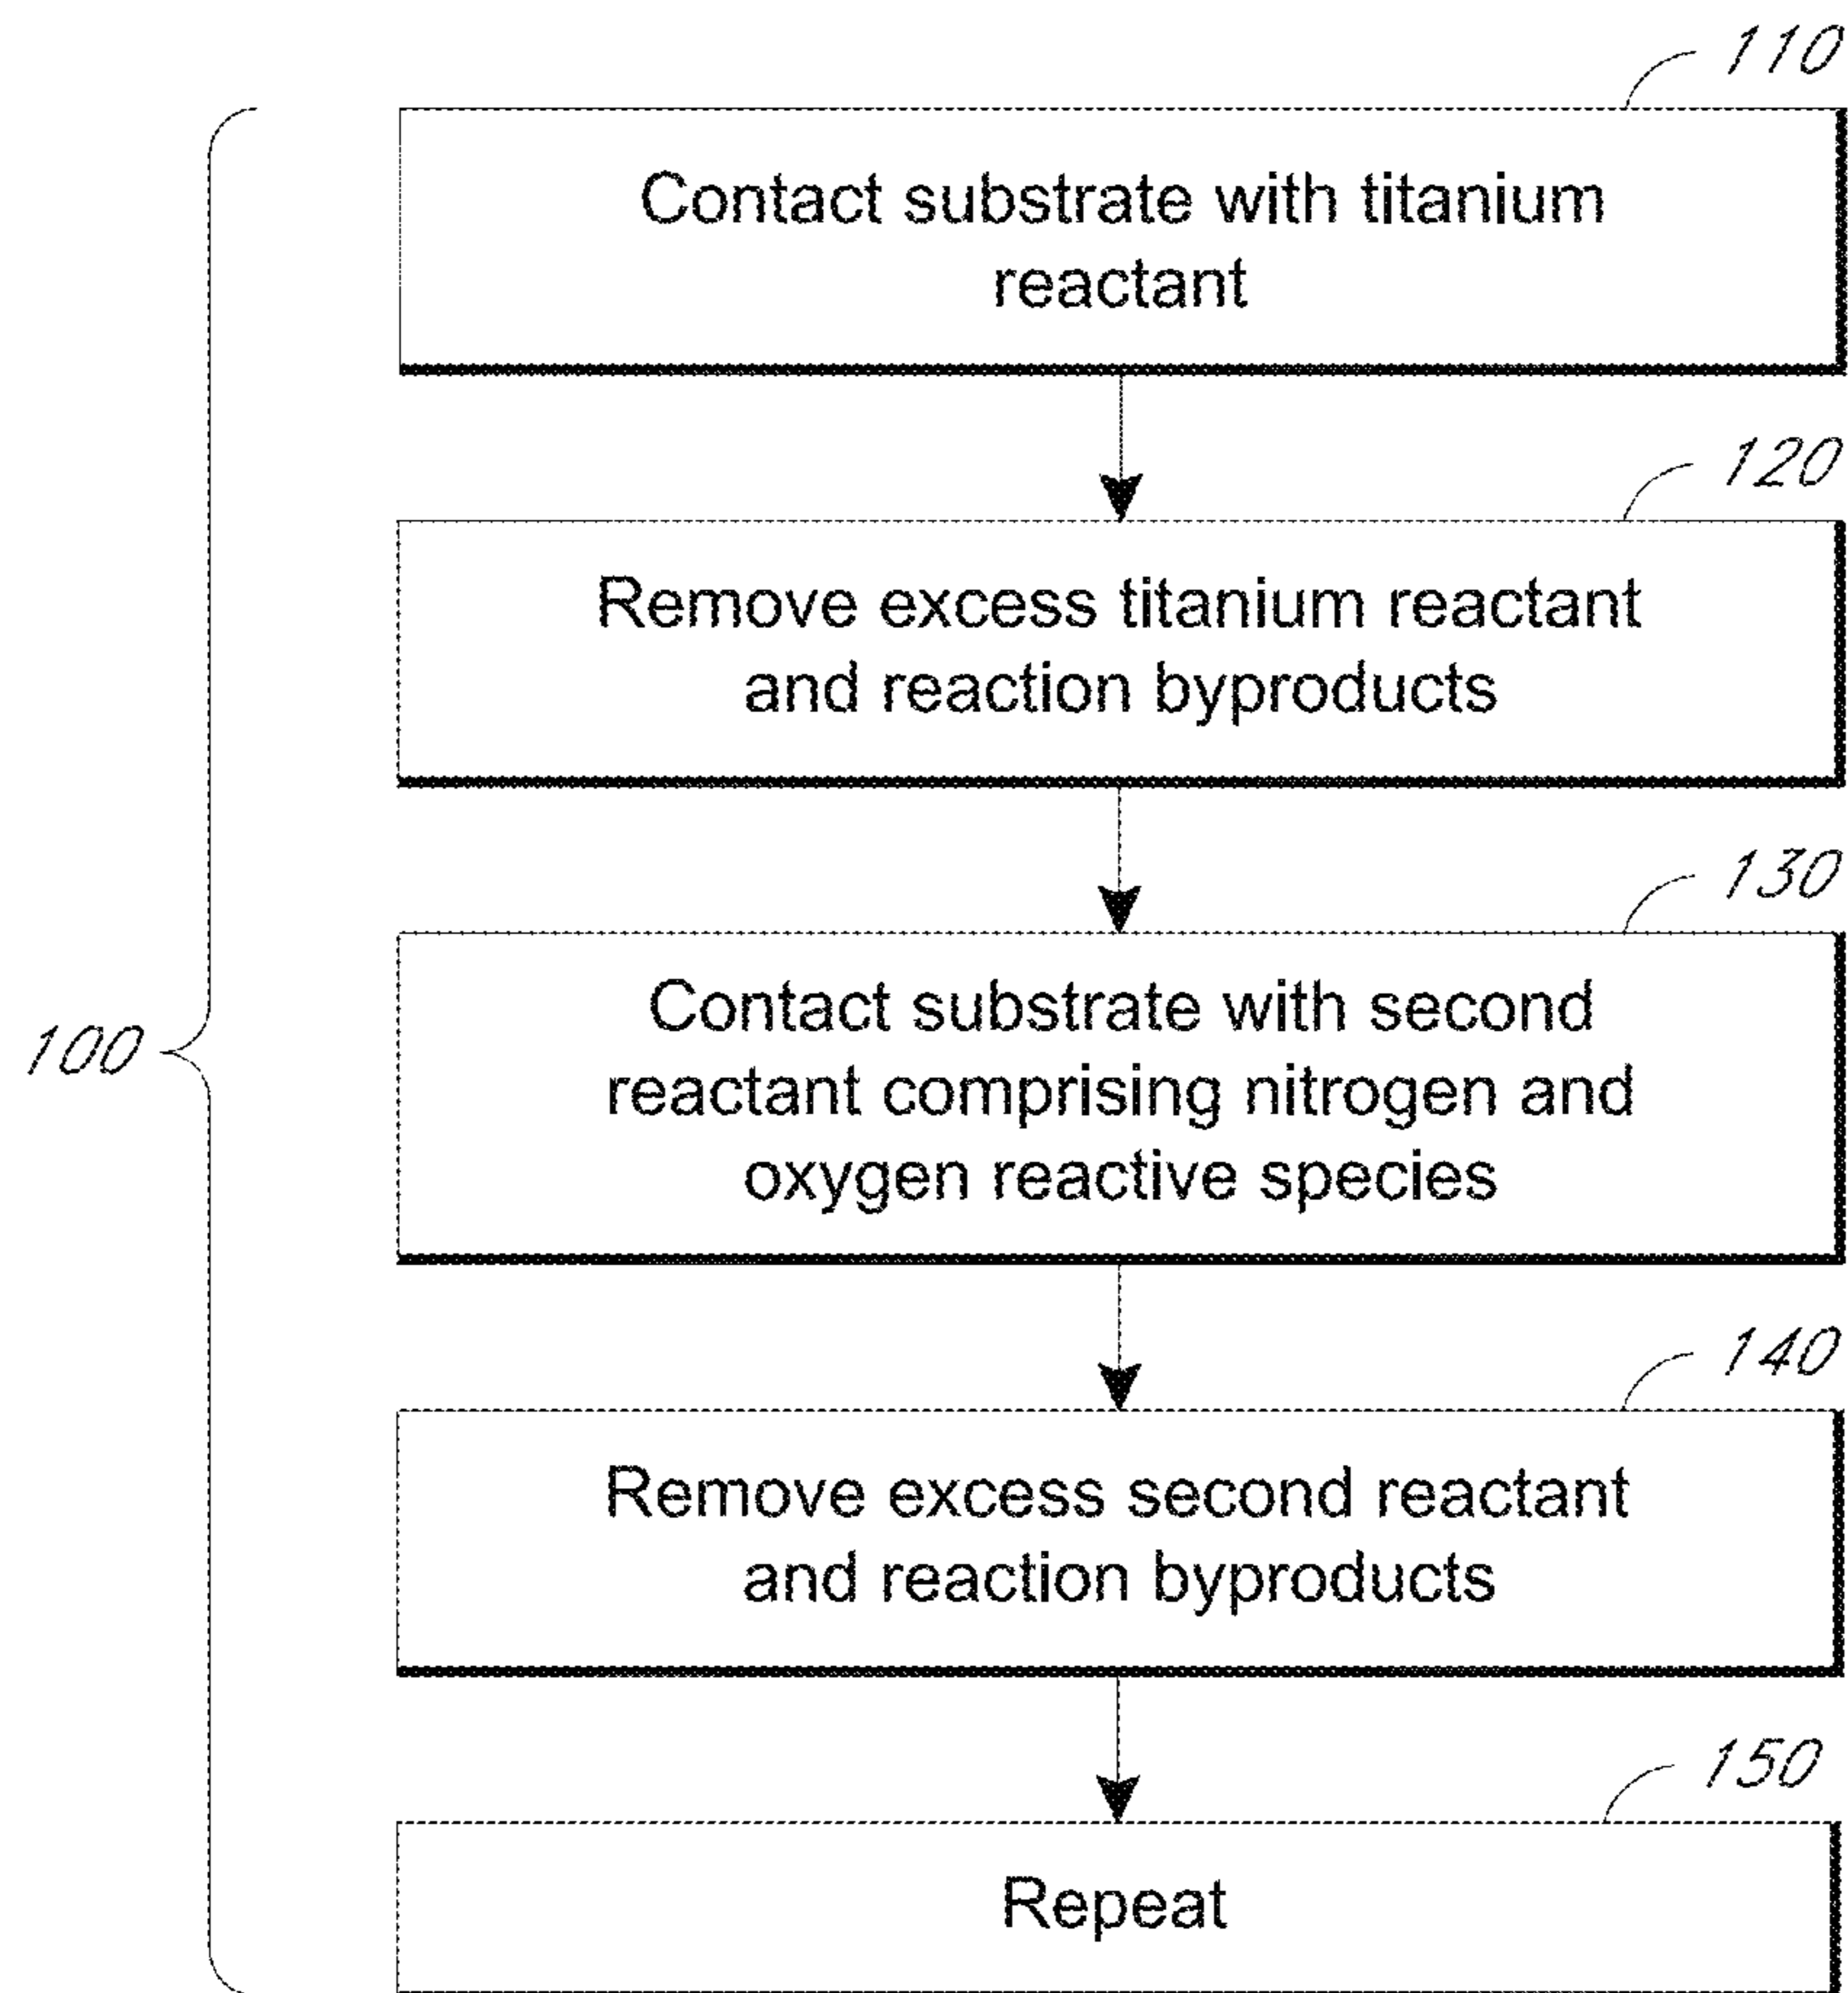 110
Contact substrate with titanium
reactant
120
Remove excess titanium reactant
and reaction byproducts
130
Contact substrate with second
reactant comprising nitrogen and
oxygen reactive species
100
140
Remove excess second reactant
and reaction byproducts
150
Repeat